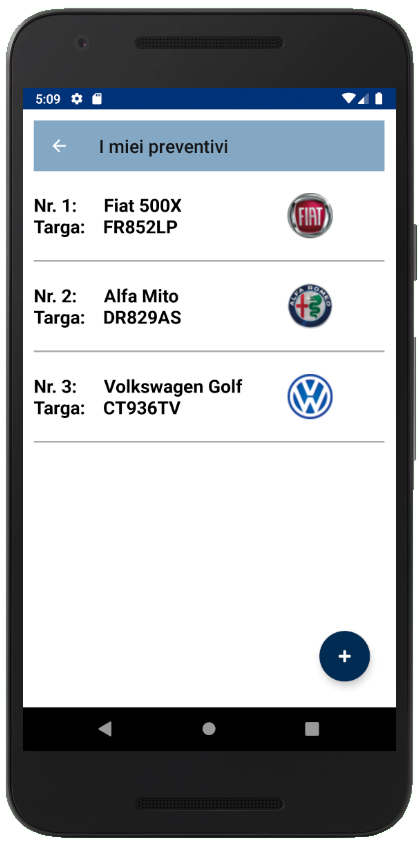 5:09
I miei preventivi
Nr. 1: Fiat 500X
Targa: FR852LP
FIAT
Nr. 2: Alfa Mito
Targa: DR829AS
ALFA ROMEO
Nr. 3: Volkswagen Golf
Targa: CT936TV
+